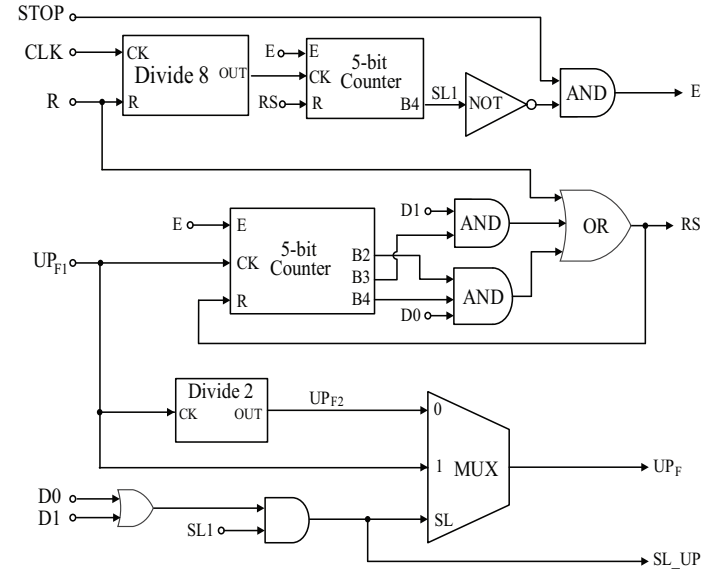 STOP
CLK
R
CK
Divide 8
OUT
R
E
E
5-bit
Counter
CK
RS
R
B4
SL1
NOT
AND
E
E
E
5-bit
Counter
UPF1
CK
R
B2
B3
B4
D1
AND
AND
D0
OR
RS
Divide 2
CK
OUT
UPF2
0
1
MUX
SL
UPF
D0
D1
SL1
SL_UP